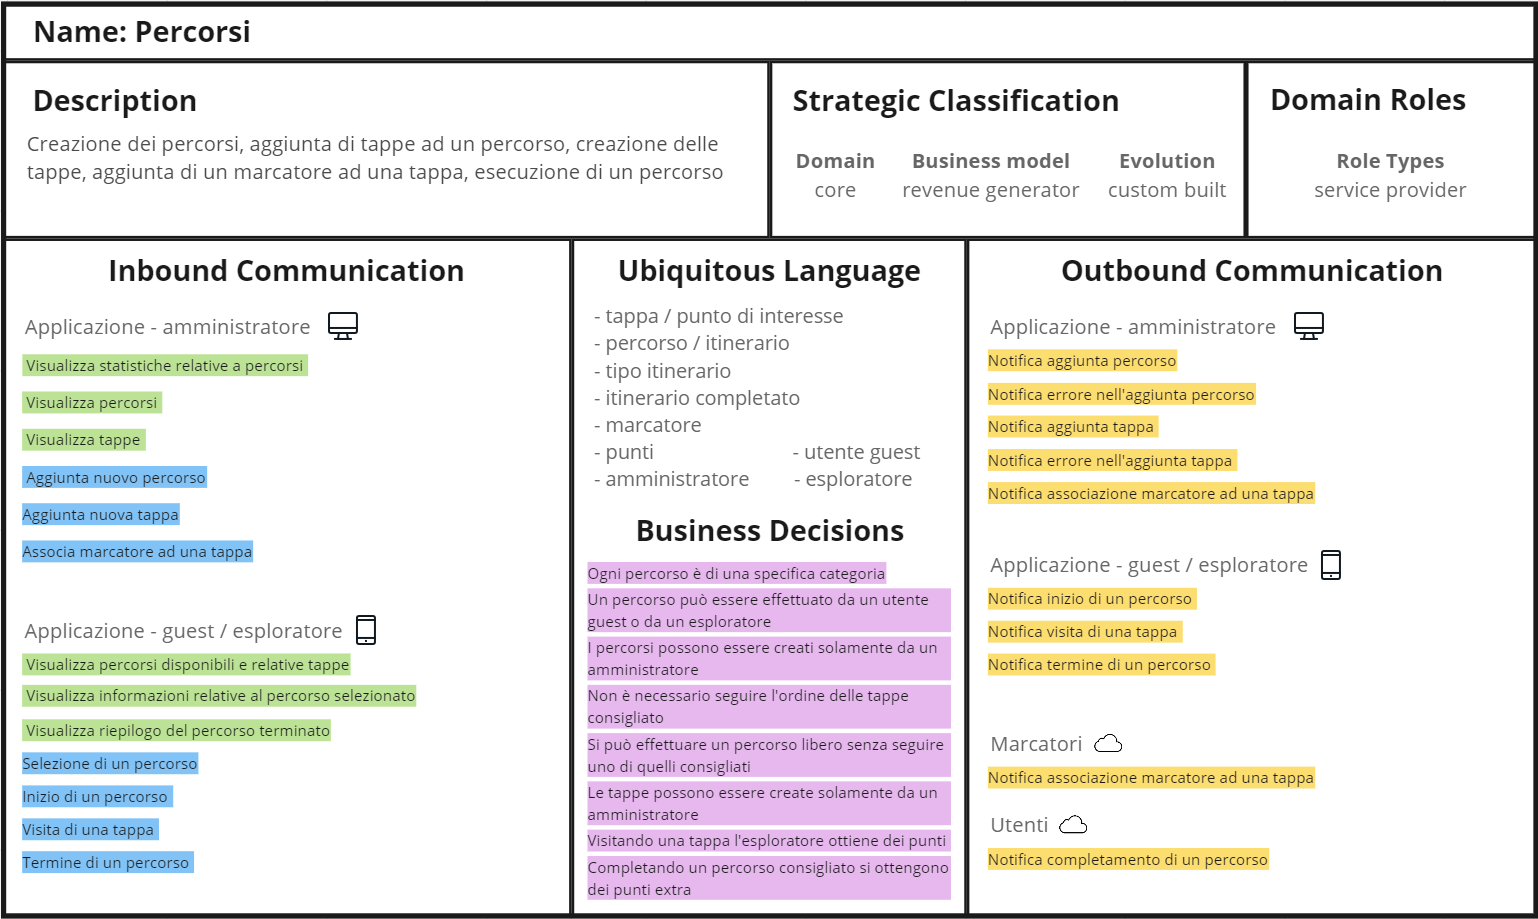 Name: Percorsi
Description
Creazione dei percorsi, aggiunta di tappe ad un percorso, creazione delle
tappe, aggiunta di un marcatore ad una tappa, esecuzione di un percorso
Strategic Classification
Domain
core
Business model
revenue generator
Evolution
custom built
Domain Roles
Role Types
service provider
Inbound Communication
Applicazione - amministratore
Visualizza statistiche relative a percorsi
Visualizza percorsi
Visualizza tappe
Aggiunta nuovo percorso
Aggiunta nuova tappa
Associa marcatore ad una tappa
Applicazione - guest / esploratore
Visualizza percorsi disponibili e relative tappe
Visualizza informazioni relative al percorso selezionato
Visualizza riepilogo del percorso terminato
Selezione di un percorso
Inizio di un percorso
Visita di una tappa
Termine di un percorso
Ubiquitous Language
- tappa / punto di interesse
- percorso / itinerario
- tipo itinerario
- itinerario completato
- marcatore
- punti
- amministratore
- utente guest
- esploratore
Business Decisions
Ogni percorso è di una specifica categoria
Un percorso può essere effettuato da un utente
guest o da un esploratore
I percorsi possono essere creati solamente da un
amministratore
Non è necessario seguire l'ordine delle tappe
consigliato
Si può effettuare un percorso libero senza seguire
uno di quelli consigliati
Le tappe possono essere create solamente da un
amministratore
Visitando una tappa l'esploratore ottiene dei punti
Completando un percorso consigliato si ottengono
dei punti extra
Outbound Communication
Applicazione - amministratore
Notifica aggiunta percorso
Notifica errore nell'aggiunta percorso
Notifica aggiunta tappa
Notifica errore nell'aggiunta tappa
Notifica associazione marcatore ad una tappa
Applicazione - guest / esploratore
Notifica inizio di un percorso
Notifica visita di una tappa
Notifica termine di un percorso
Marcatori
Notifica associazione marcatore ad una tappa
Utenti
Notifica completamento di un percorso